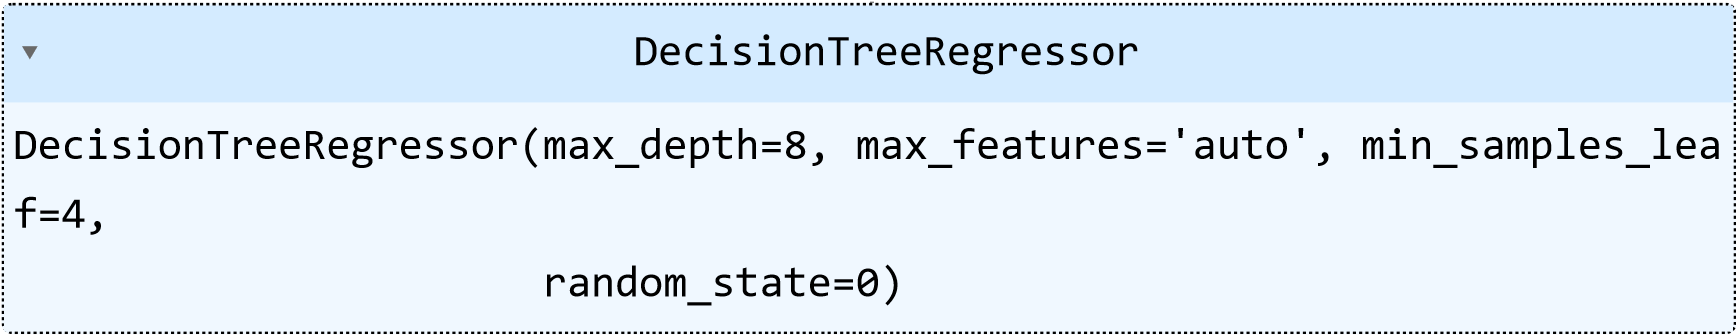 DecisionTreeRegressor
DecisionTreeRegressor(max_depth=8, max_features='auto', min_samples_lea
f=4,
random_state=0)